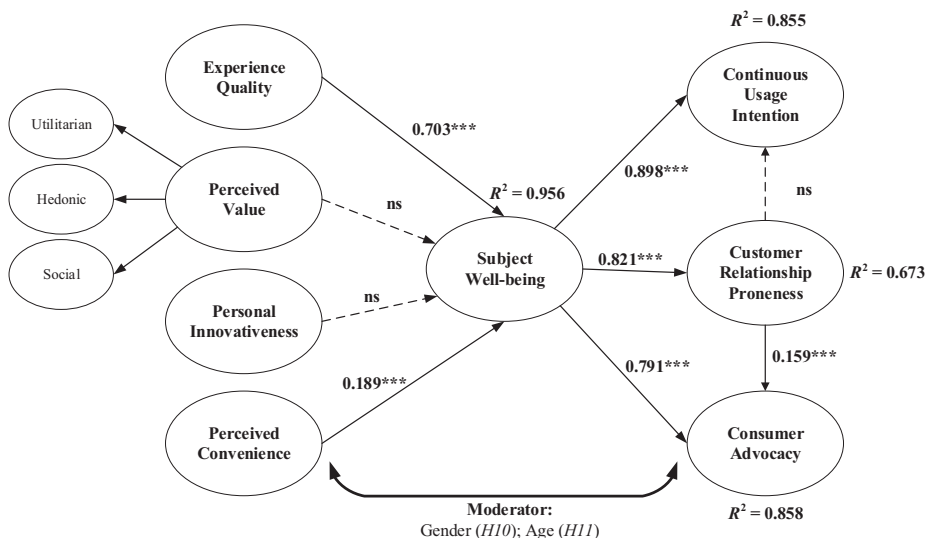 R² = 0.855
Experience
Quality
Continuous
Usage
Intention
Utilitarian
0.703***
0.898***
Hedonic
Perceived
Value
ns
R² = 0.956
ns
Social
Subject
Well-being
0.821***
Customer
Relationship
Proneness
R² = 0.673
Personal
Innovativeness
ns
0.189***
0.791***
0.159***
Perceived
Convenience
Consumer
Advocacy
Moderator:
Gender (H10); Age (H11)
R² = 0.858